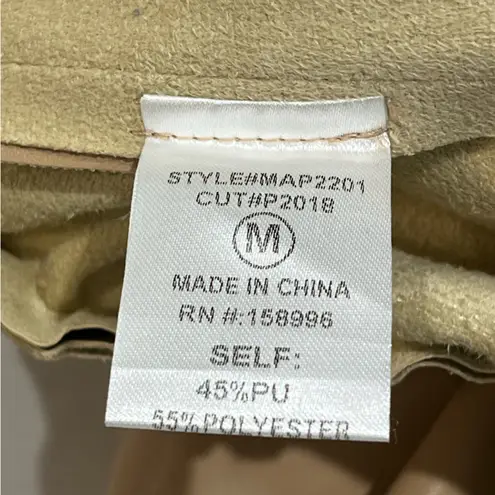 STYLE#MAP2201
CUT#P2018
M
MADE IN CHINA
RN #:158996
SELF:
45%PU
55%POLYESTER